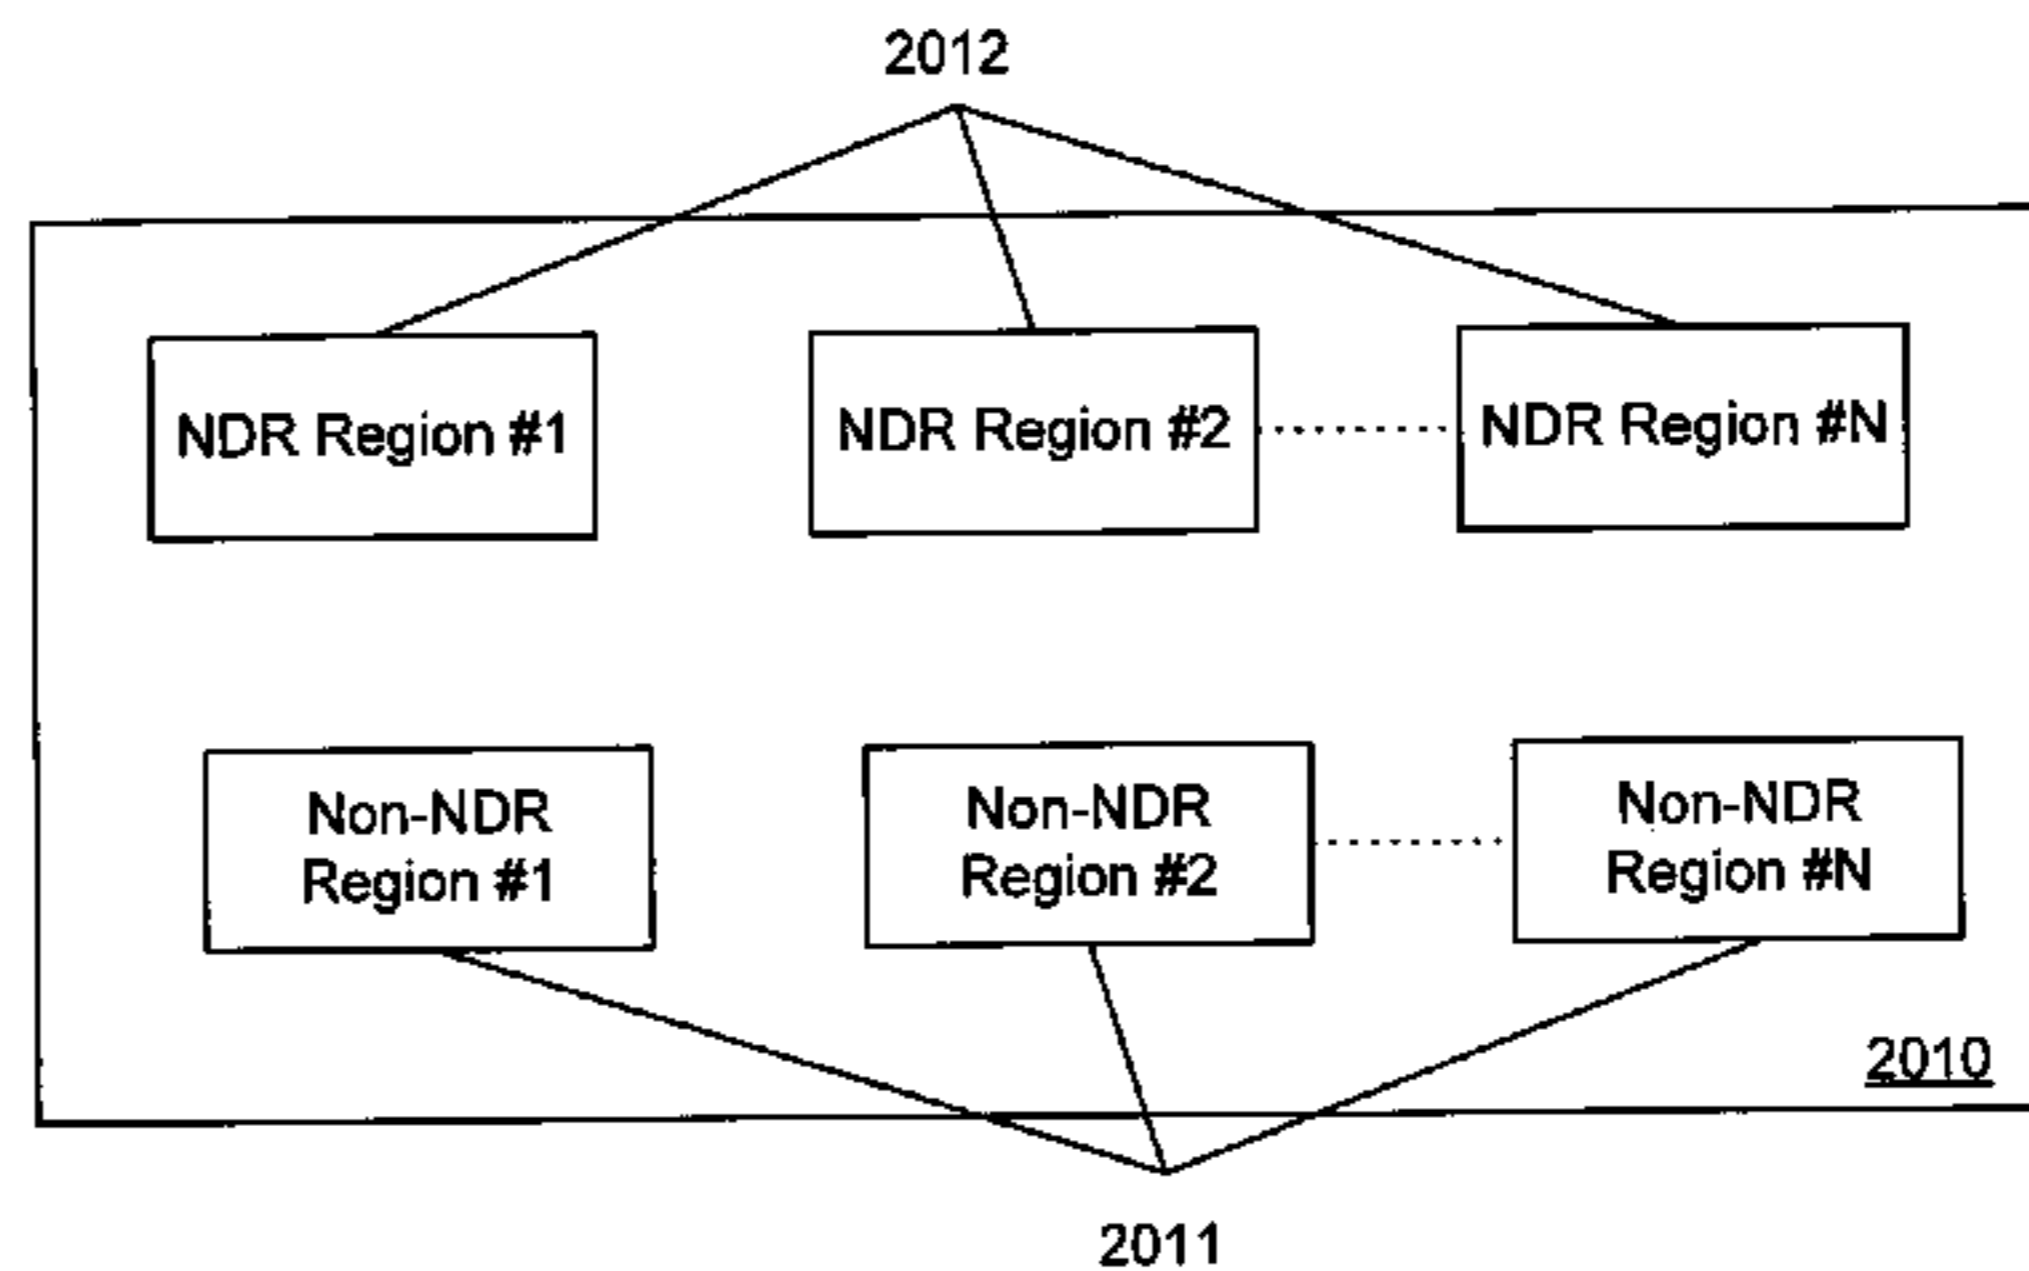 2012
NDR Region #1
NDR Region #2
NDR Region #N
Non-NDR
Region #1
Non-NDR
Region #2
Non-NDR
Region #N
2010
2011